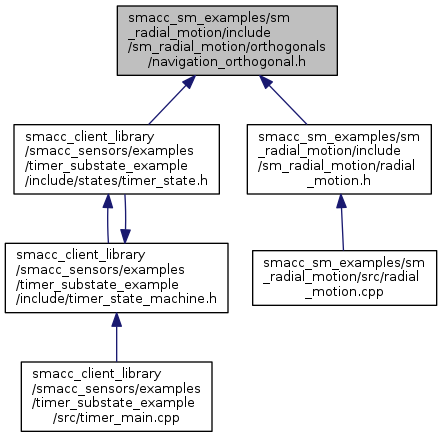 smacc_sm_examples/sm
_radial_motion/include
/sm_radial_motion/orthogonals
/navigation_orthogonal.h
smacc_client_library
/smacc_sensors/examples
/timer_substate_example
/include/states/timer_state.h
smacc_sm_examples/sm
_radial_motion/include
/sm_radial_motion/radial
_motion.h
smacc_client_library
/smacc_sensors/examples
/timer_substate_example
/include/timer_state_machine.h
smacc_sm_examples/sm
_radial_motion/src/radial
_motion.cpp
smacc_client_library
/smacc_sensors/examples
/timer_substate_example
/src/timer_main.cpp